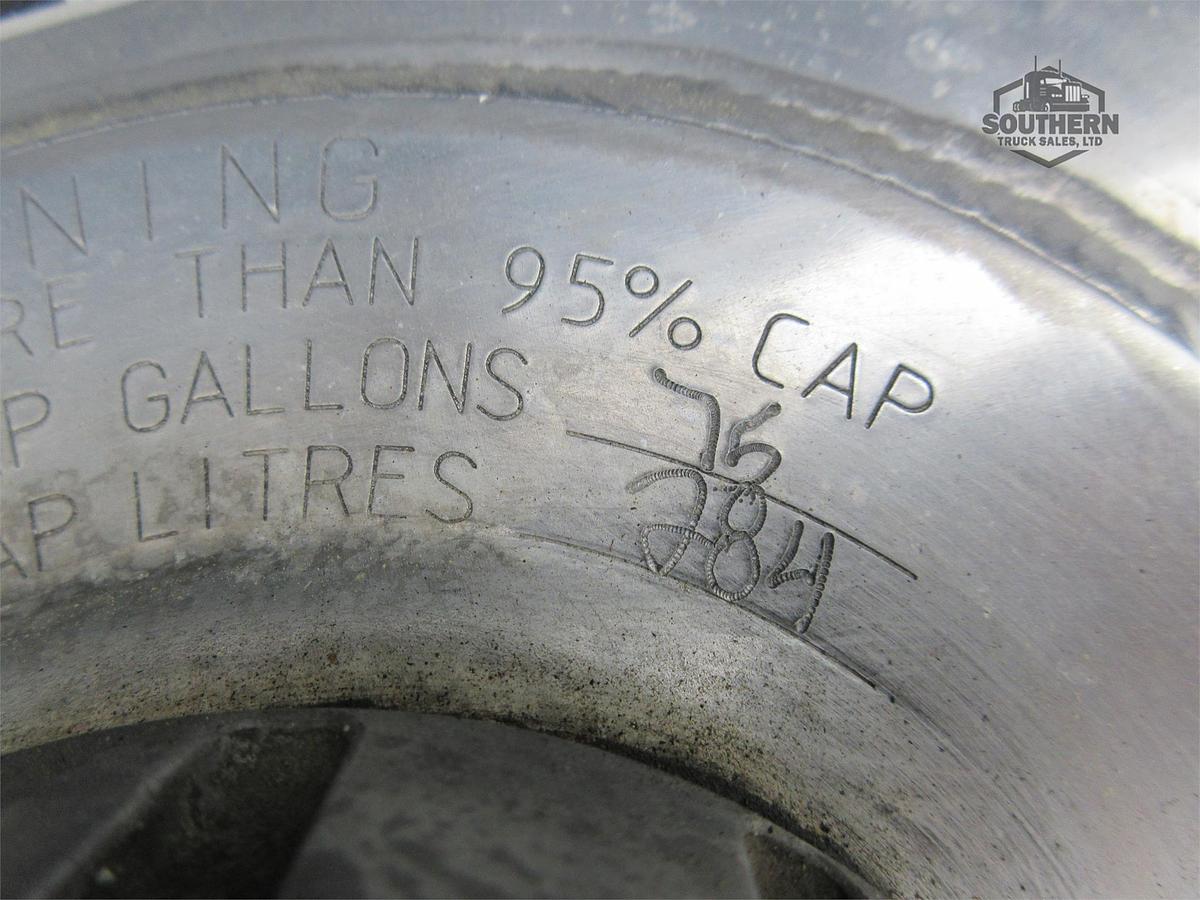 NING
RE THAN 95% CAP
P GALLONS 75
AP LITRES 284
SOUTHERN
TRUCK SALES, LTD